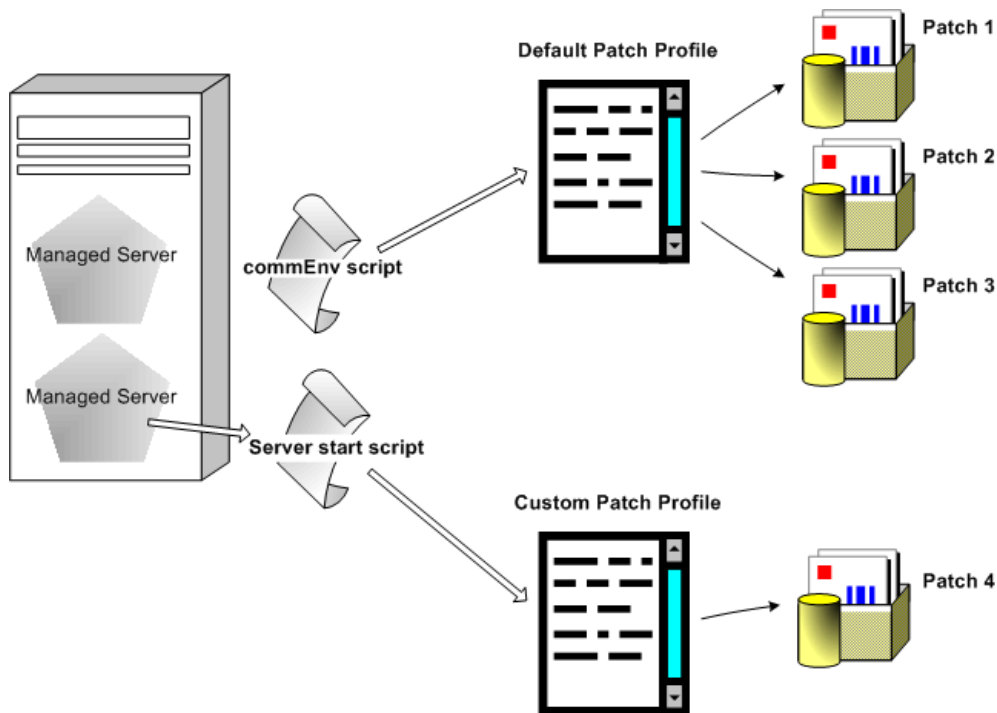 Default Patch Profile
Patch 1
Patch 2
Patch 3
Managed Server
commEnv script
Managed Server
Server start script
Custom Patch Profile
Patch 4